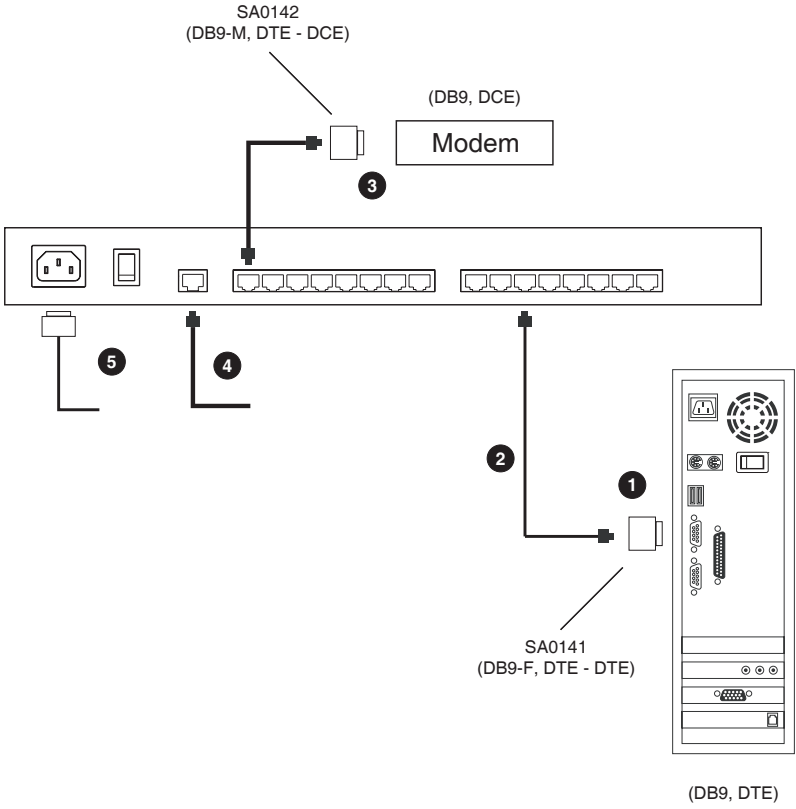 SA0142
(DB9-M, DTE - DCE)
(DB9, DCE)
Modem
3
5
4
2
1
SA0141
(DB9-F, DTE - DTE)
(DB9, DTE)